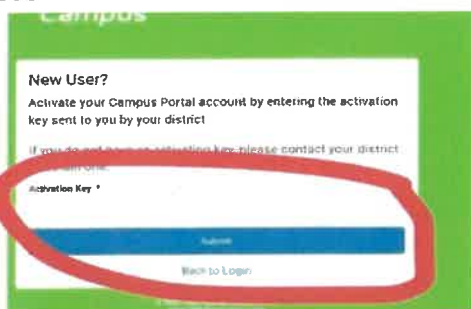 Campus
New User?
Activate your Campus Portal account by entering the activation
key sent to you by your district
If you do not have an activation key, please contact your district
Activation Key *
Submit
Back to Login